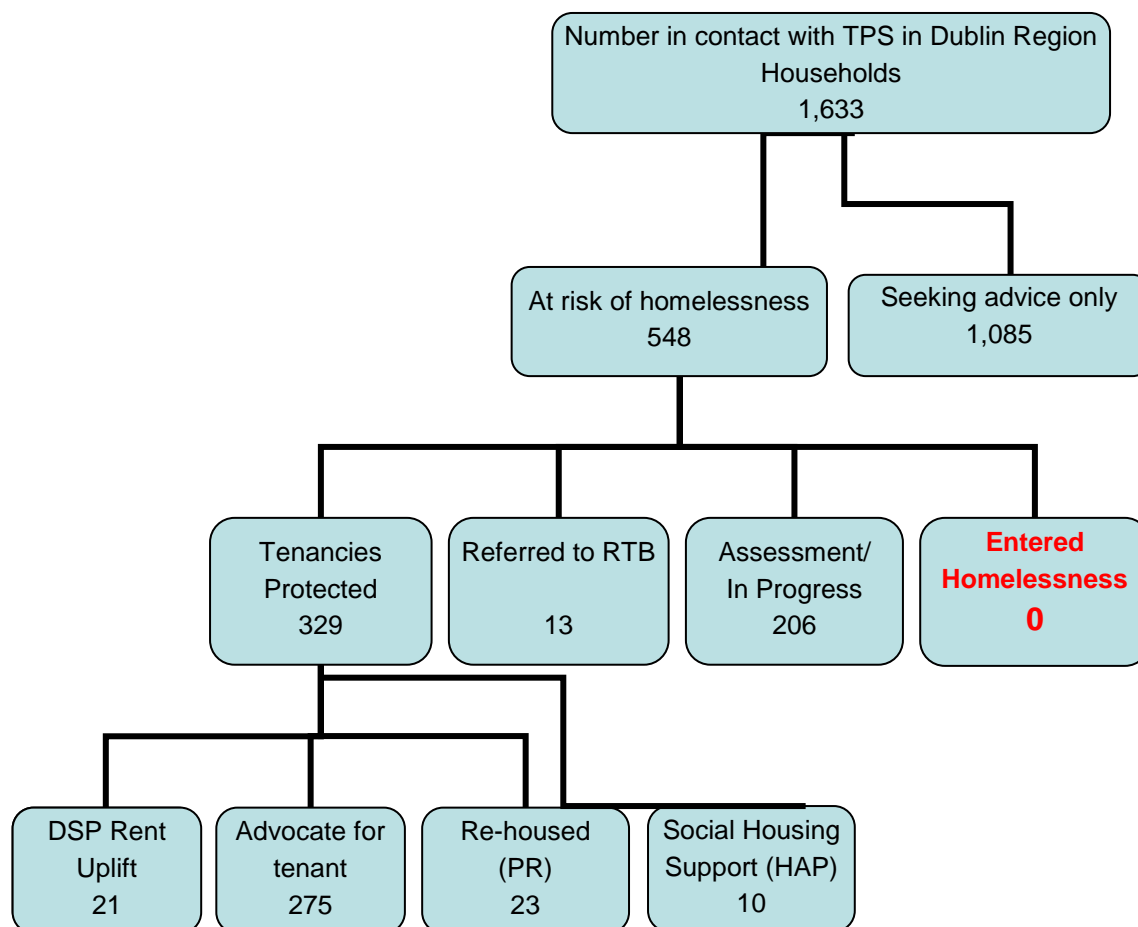 Number in contact with TPS in Dublin Region
Households
1,633
At risk of homelessness
548
Seeking advice only
1,085
Tenancies
Protected
329
Referred to RTB
13
Assessment/
In Progress
206
Entered
Homelessness
0
DSP Rent
Uplift
21
Advocate for
tenant
275
Re-housed
(PR)
23
Social Housing
Support (HAP)
10